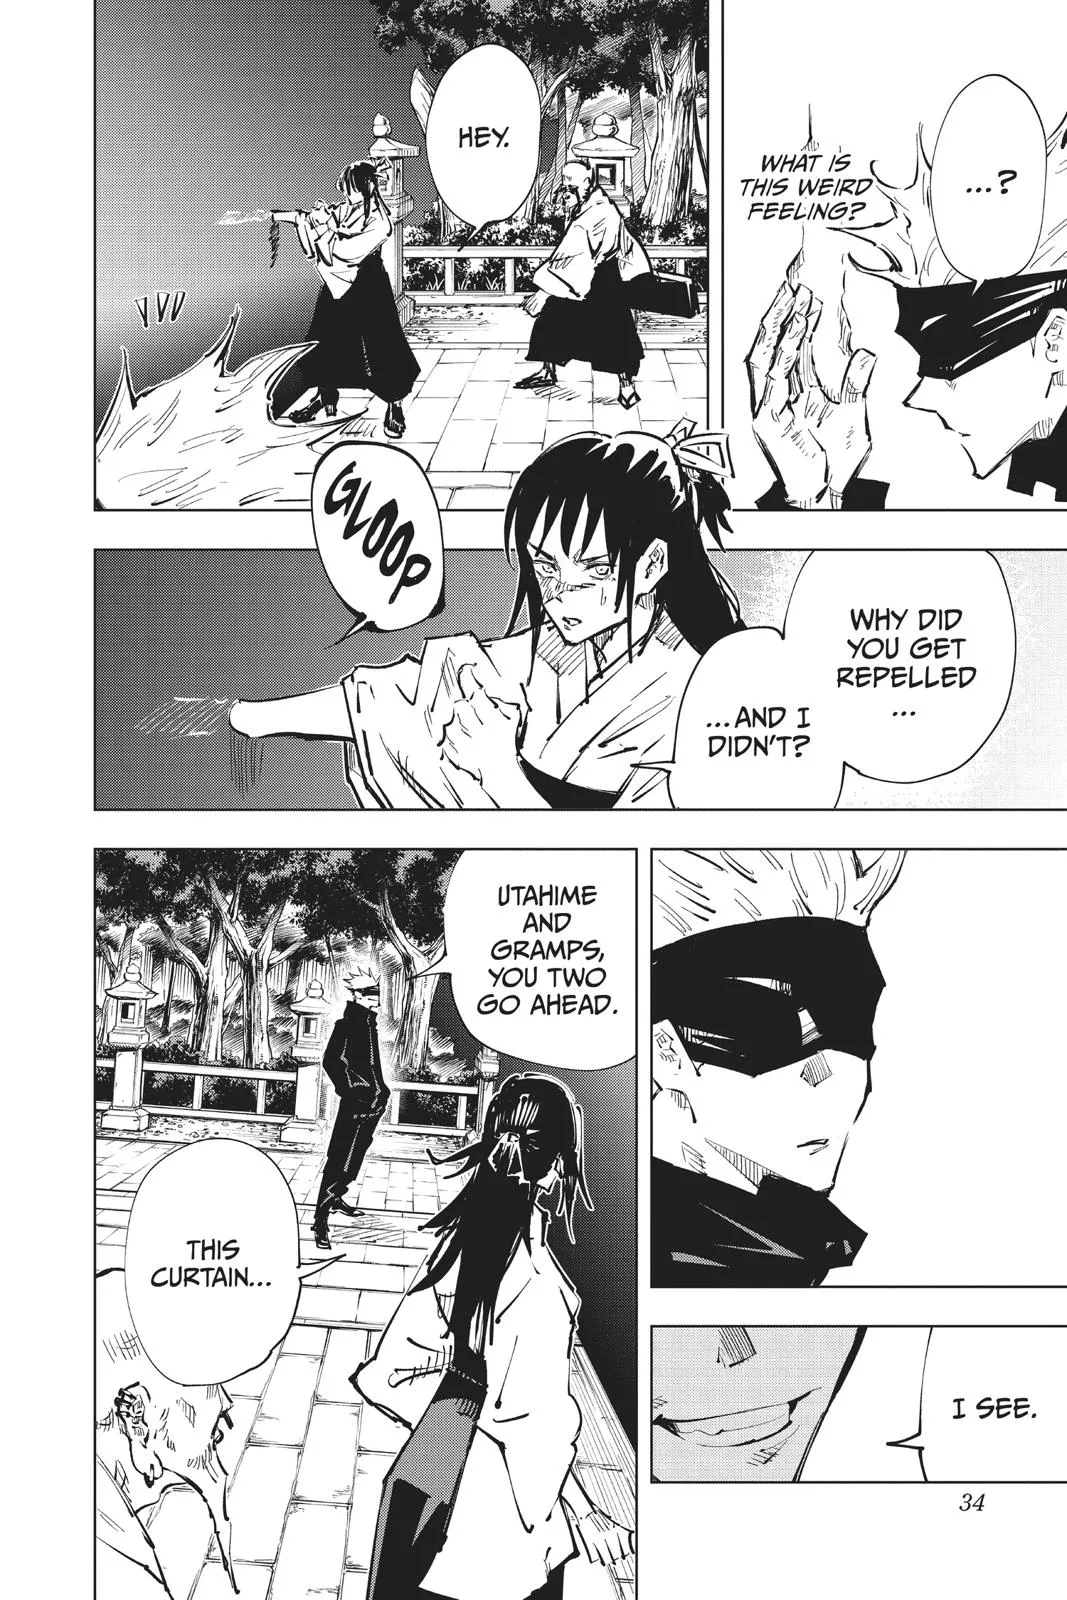 ...?
WHAT IS
THIS WEIRD
FEELING?
HEY.
GLOOP
WHY DID
YOU GET
REPELLED
...
...AND I
DIDN'T?
UTAHIME
AND
GRAMPS,
YOU TWO
GO AHEAD.
THIS
CURTAIN...
I SEE.
34